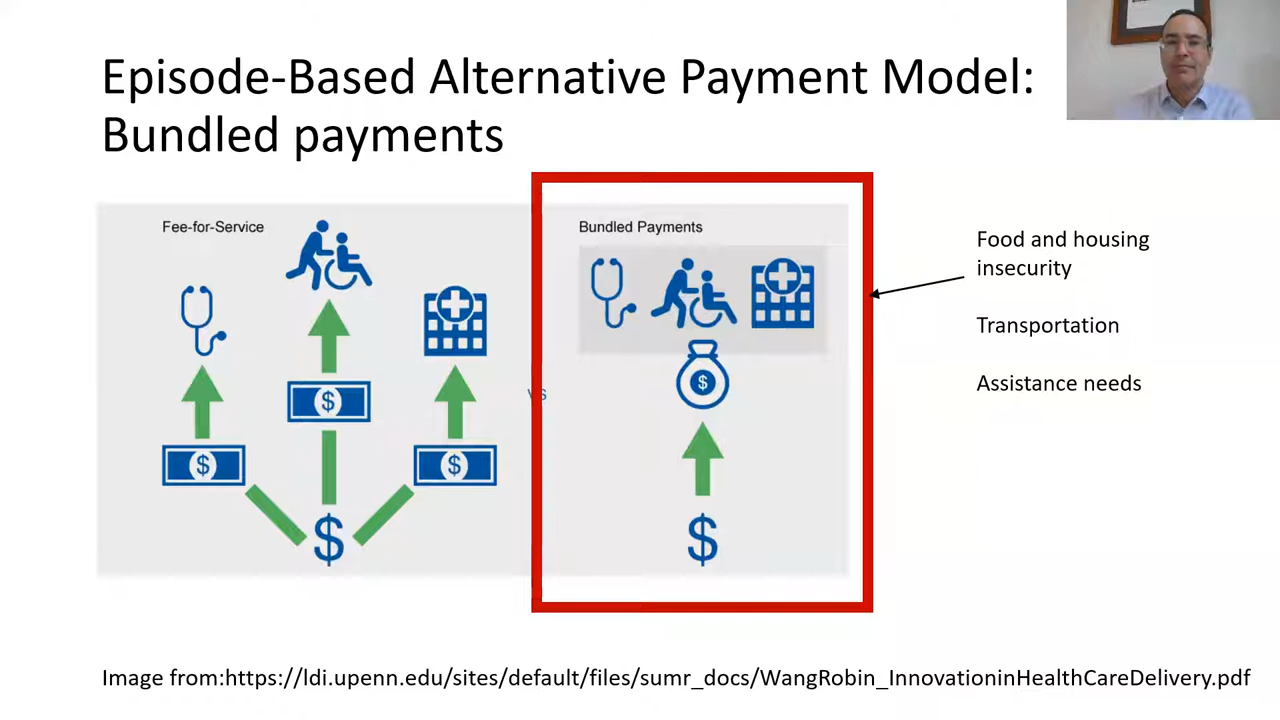 Episode-Based Alternative Payment Model:
Bundled payments
Fee-for-Service
Bundled Payments
Food and housing
insecurity
Transportation
Assistance needs
vs
$
$
$
$
$
$
Image from:https://ldi.upenn.edu/sites/default/files/sumr_docs/WangRobin_InnovationinHealthCareDelivery.pdf